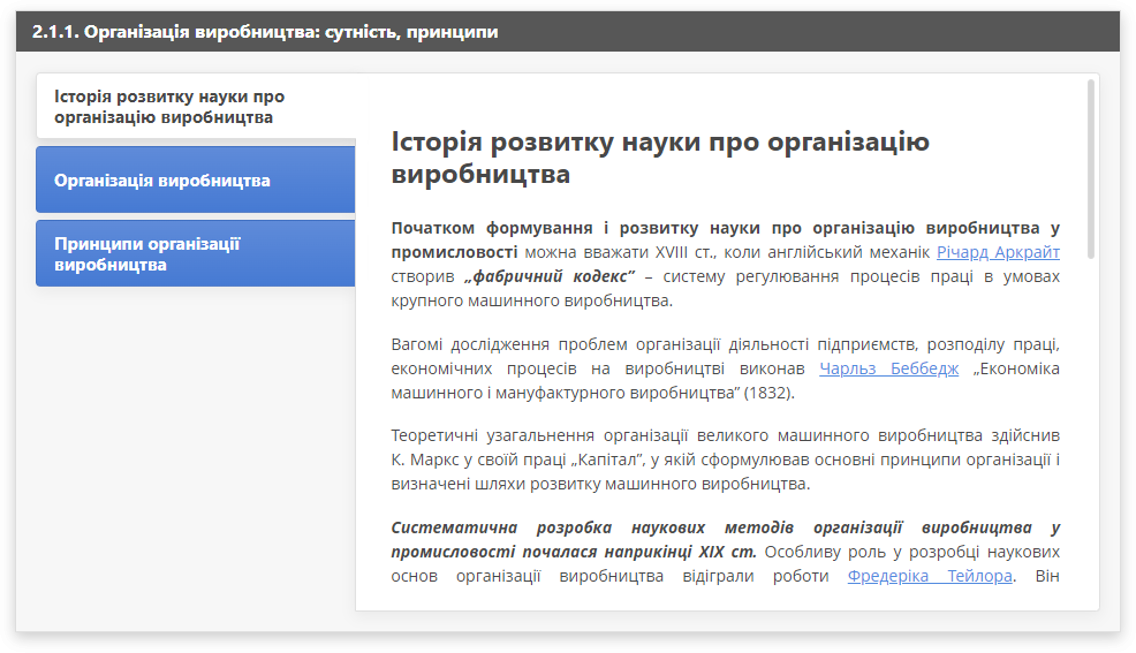 2.1.1. Організація виробництва: сутність, принципи
Історія розвитку науки про
організацію виробництва
Організація виробництва
Принципи організації
виробництва
Історія розвитку науки про організацію
виробництва
Початком формування і розвитку науки про організацію виробництва у
промисловості можна вважати XVIII ст., коли англійський механік Річард Аркрайт
створив „фабричний кодекс” – систему регулювання процесів праці в умовах
крупного машинного виробництва.
Вагомі дослідження проблем організації діяльності підприємств, розподілу праці,
економічних процесів на виробництві виконав Чарльз Беббедж „Економіка
машинного і мануфактурного виробництва” (1832).
Теоретичні узагальнення організації великого машинного виробництва здійснив
К. Маркс у своїй праці „Капітал”, у якій сформулював основні принципи організації і
визначені шляхи розвитку машинного виробництва.
Систематична розробка наукових методів організації виробництва у
промисловості почалася наприкінці XIX ст. Особливу роль у розробці наукових
основ організації виробництва відіграли роботи Фредеріка Тейлора. Він